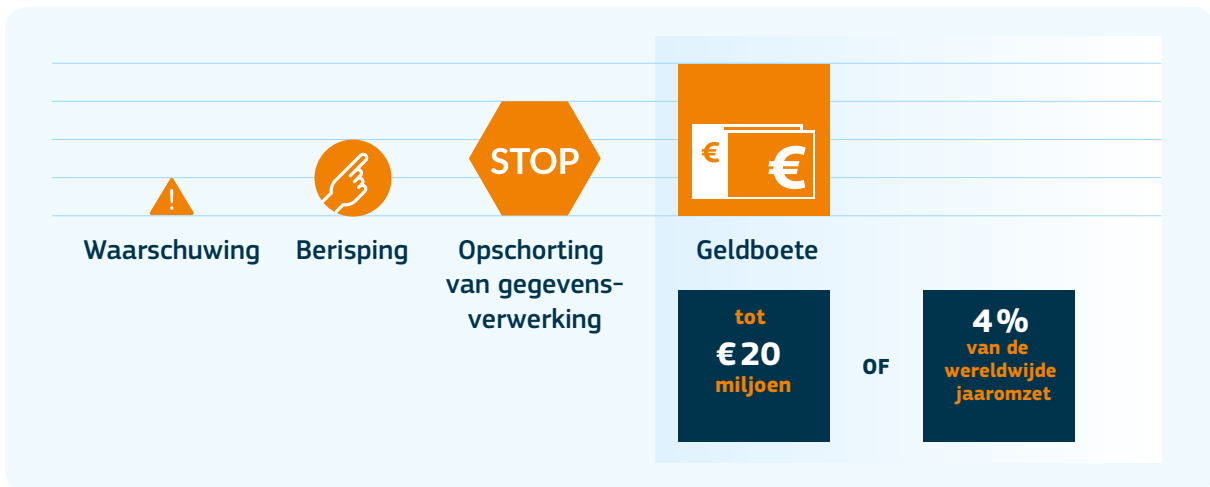 !
STOP
€
€
Waarschuwing
Berisping
Opschorting
van gegevens-
verwerking
Geldboete
tot
€ 20
miljoen
OF
4 %
van de
wereldwijde
jaaromzet